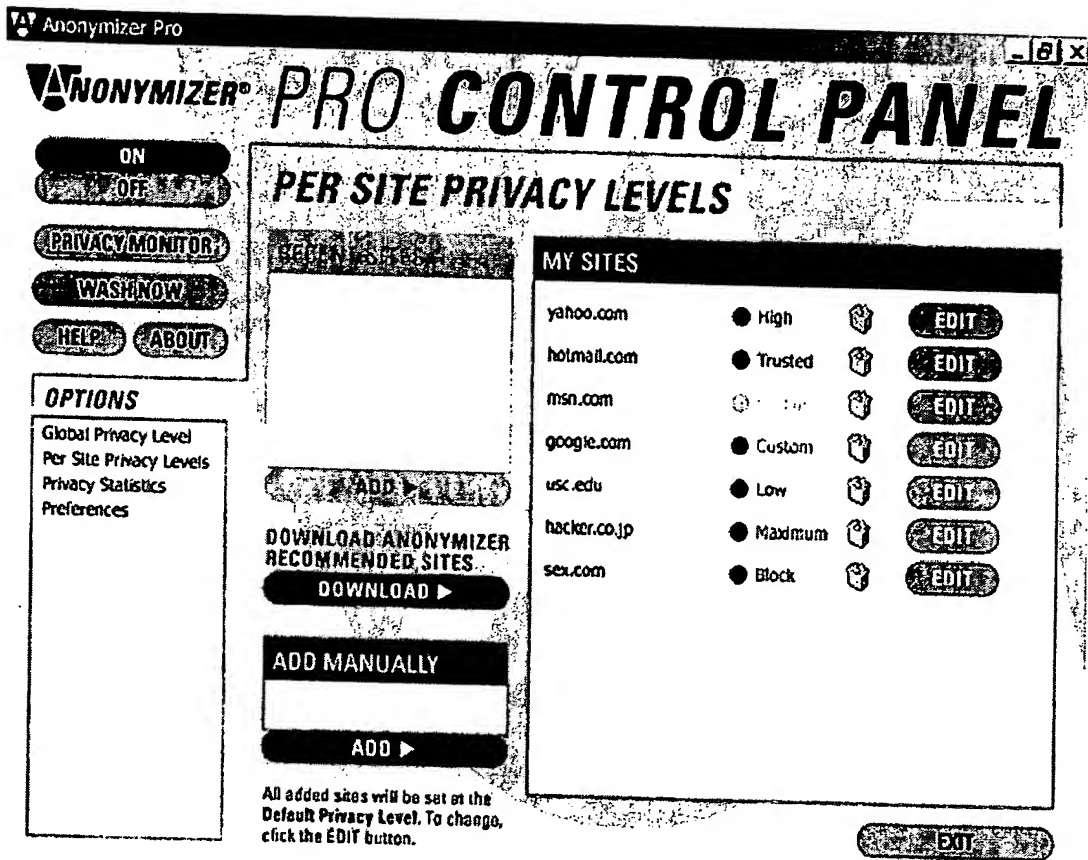 Anonymizer Pro
ANONYMIZER® PRO CONTROL PANEL
ON
OFF
PRIVACY MONITOR
WASH NOW
HELP ABOUT
OPTIONS
Global Privacy Level
Per Site Privacy Levels
Privacy Statistics
Preferences
PER SITE PRIVACY LEVELS
RECENT SITES
ADD ▶
DOWNLOAD ANONYMIZER
RECOMMENDED SITES
DOWNLOAD ▶
ADD MANUALLY
ADD ▶
All added sites will be set at the
Default Privacy Level. To change,
click the EDIT button.
MY SITES
yahoo.com High EDIT
hotmail.com Trusted EDIT
msn.com EDIT
google.com Custom EDIT
usc.edu Low EDIT
hacker.co.jp Maximum EDIT
sex.com Block EDIT
EXIT